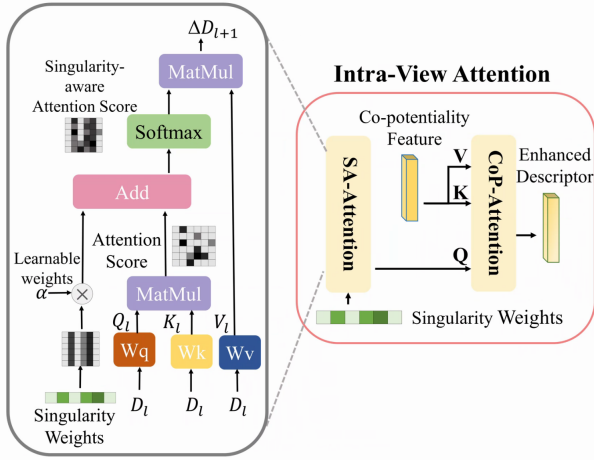 ΔD_{l+1}
MatMul
Singularity-
aware
Attention Score
Softmax
Add
Attention
Score
Learnable
weights
α
×
MatMul
Q_l
K_l
V_l
Wq
Wk
Wv
D_l
D_l
D_l
Singularity
Weights
Intra-View Attention
Co-potentiality
Feature
SA-Attention
V
K
Q
CoP-Attention
Enhanced
Descriptor
Singularity Weights